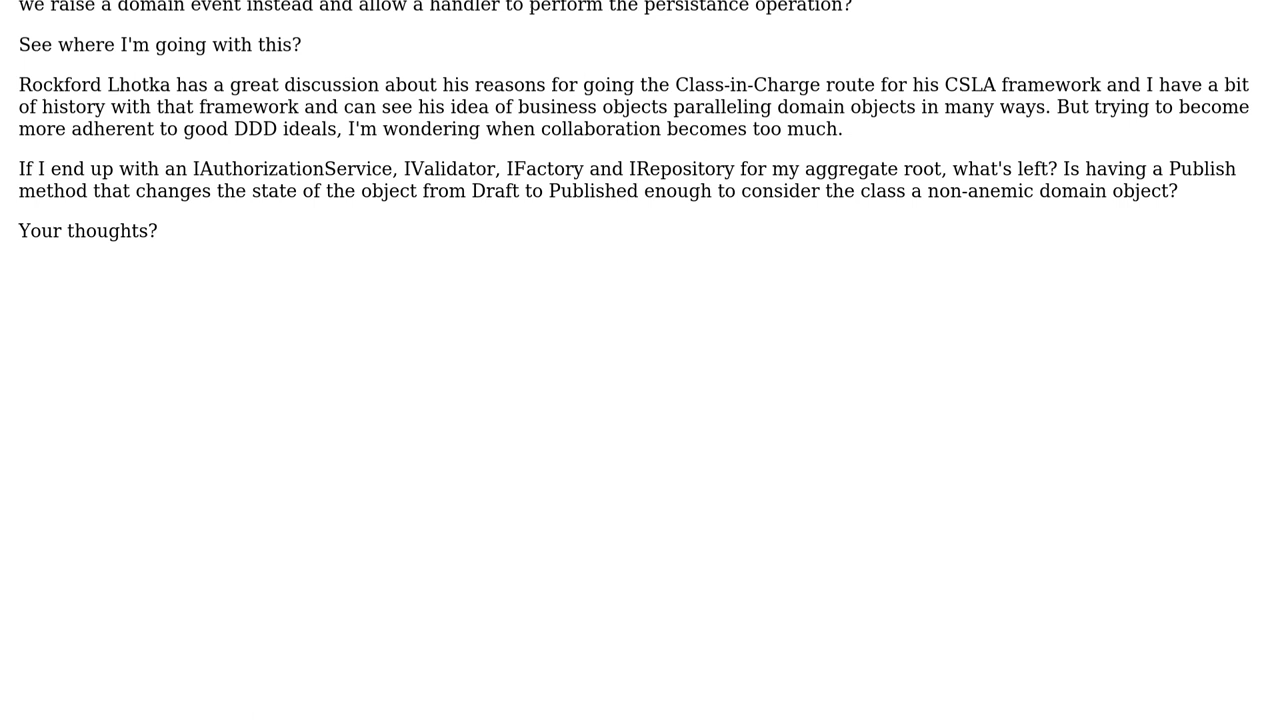 we raise a domain event instead and allow a handler to perform the persistance operation?
See where I'm going with this?
Rockford Lhotka has a great discussion about his reasons for going the Class-in-Charge route for his CSLA framework and I have a bit
of history with that framework and can see his idea of business objects paralleling domain objects in many ways. But trying to become
more adherent to good DDD ideals, I'm wondering when collaboration becomes too much.
If I end up with an IAuthorizationService, IValidator, IFactory and IRepository for my aggregate root, what's left? Is having a Publish
method that changes the state of the object from Draft to Published enough to consider the class a non-anemic domain object?
Your thoughts?